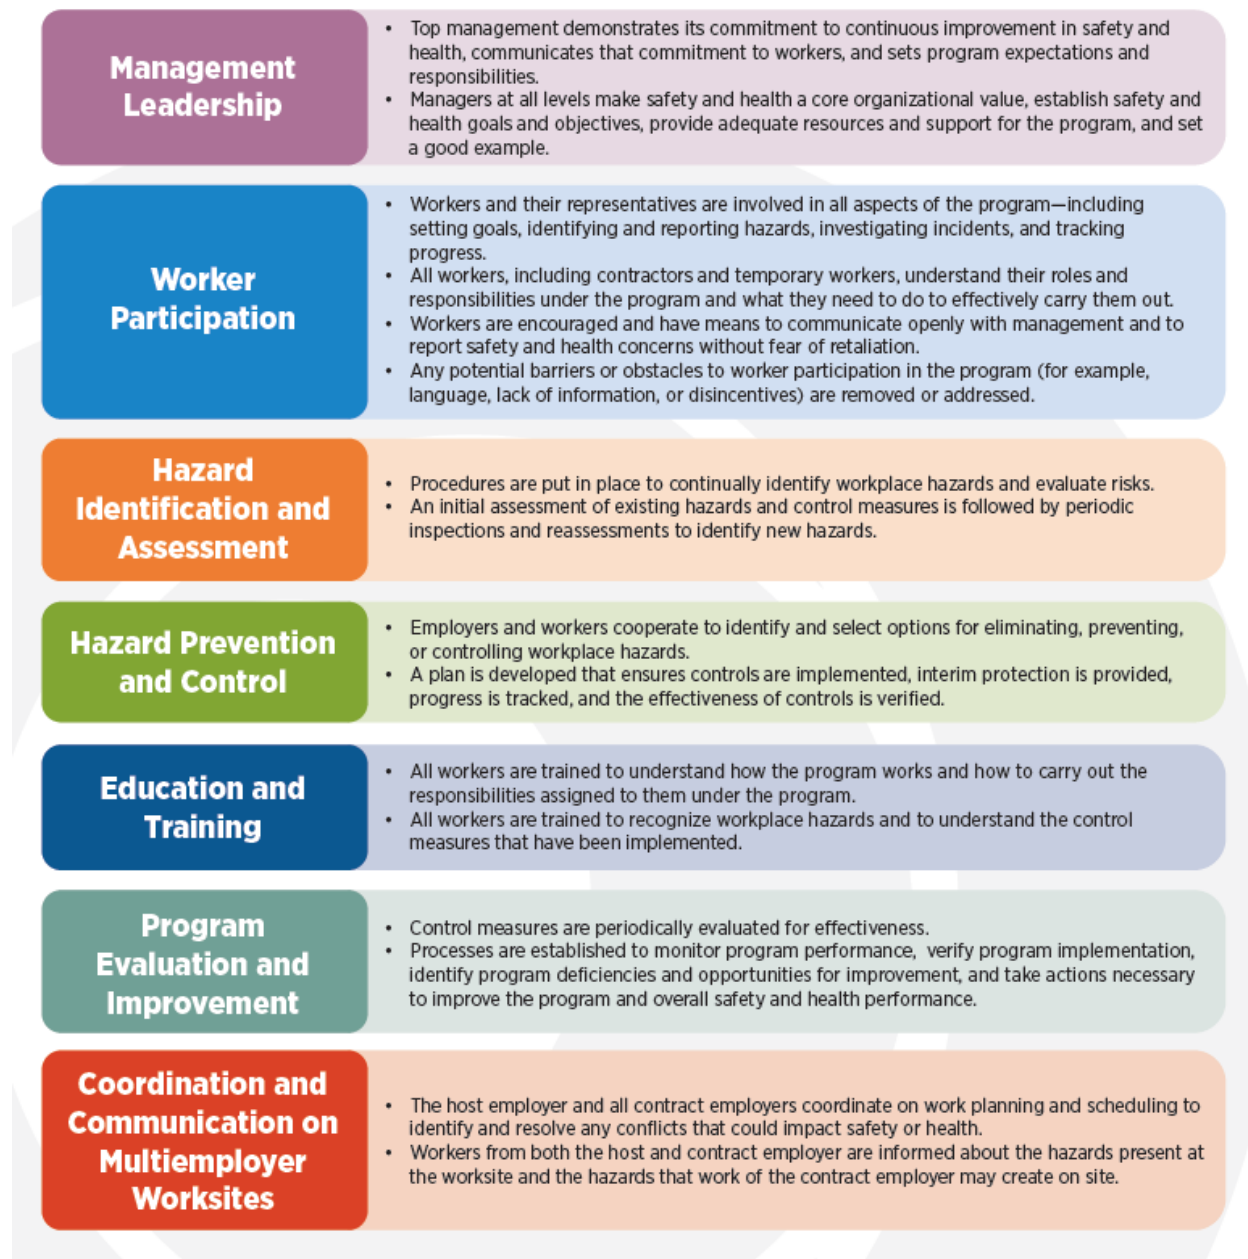 Management
Leadership
• Top management demonstrates its commitment to continuous improvement in safety and
health, communicates that commitment to workers, and sets program expectations and
responsibilities.
• Managers at all levels make safety and health a core organizational value, establish safety and
health goals and objectives, provide adequate resources and support for the program, and set
a good example.
Worker
Participation
• Workers and their representatives are involved in all aspects of the program—including
setting goals, identifying and reporting hazards, investigating incidents, and tracking
progress.
• All workers, including contractors and temporary workers, understand their roles and
responsibilities under the program and what they need to do to effectively carry them out.
• Workers are encouraged and have means to communicate openly with management and to
report safety and health concerns without fear of retaliation.
• Any potential barriers or obstacles to worker participation in the program (for example,
language, lack of information, or disincentives) are removed or addressed.
Hazard
Identification and
Assessment
• Procedures are put in place to continually identify workplace hazards and evaluate risks.
• An initial assessment of existing hazards and control measures is followed by periodic
inspections and reassessments to identify new hazards.
Hazard Prevention
and Control
• Employers and workers cooperate to identify and select options for eliminating, preventing,
or controlling workplace hazards.
• A plan is developed that ensures controls are implemented, interim protection is provided,
progress is tracked, and the effectiveness of controls is verified.
Education and
Training
• All workers are trained to understand how the program works and how to carry out the
responsibilities assigned to them under the program.
• All workers are trained to recognize workplace hazards and to understand the control
measures that have been implemented.
Program
Evaluation and
Improvement
• Control measures are periodically evaluated for effectiveness.
• Processes are established to monitor program performance, verify program implementation,
identify program deficiencies and opportunities for improvement, and take actions necessary
to improve the program and overall safety and health performance.
Coordination and
Communication on
Multiemployer
Worksites
• The host employer and all contract employers coordinate on work planning and scheduling to
identify and resolve any conflicts that could impact safety or health.
• Workers from both the host and contract employer are informed about the hazards present at
the worksite and the hazards that work of the contract employer may create on site.